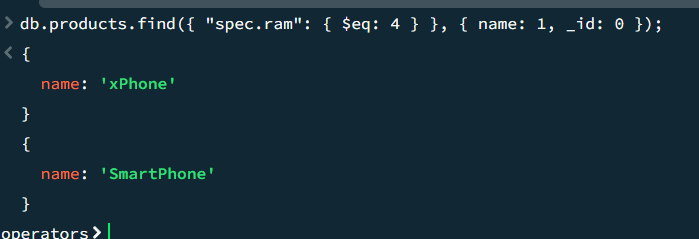 > db.products.find({ "spec.ram": { $eq: 4 } }, { name: 1, _id: 0 });
< {
name: 'xPhone'
}
{
name: 'SmartPhone'
}
operators>